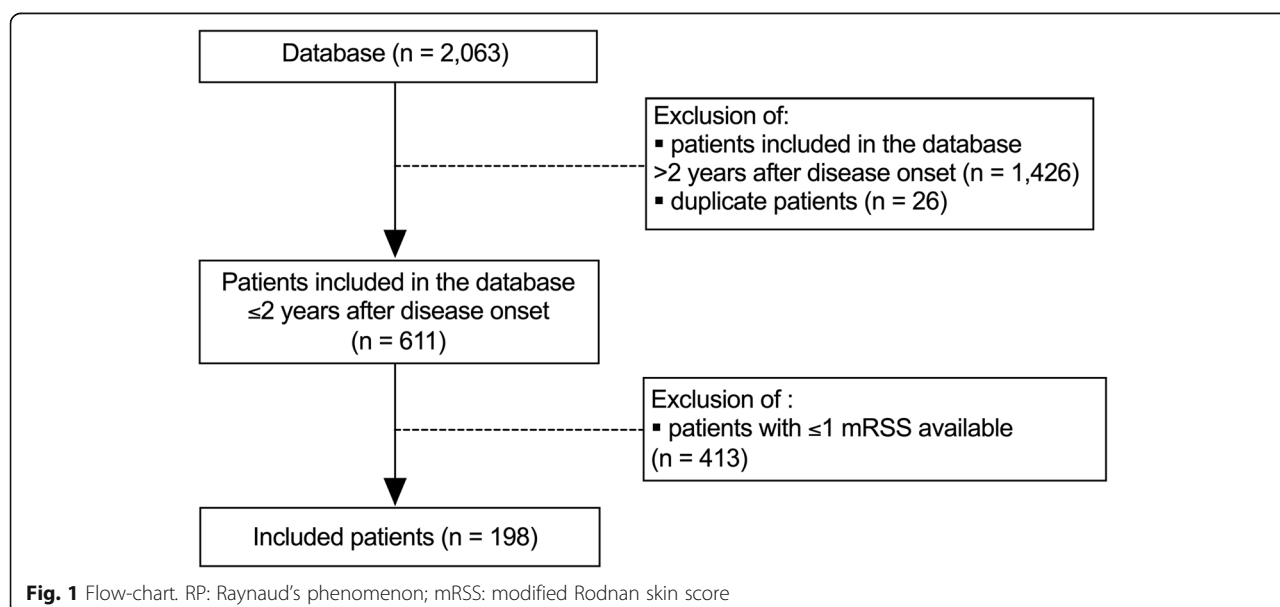 Database (n = 2,063)
Exclusion of:
▪ patients included in the database
>2 years after disease onset (n = 1,426)
▪ duplicate patients (n = 26)
Patients included in the database
≤2 years after disease onset
(n = 611)
Exclusion of :
▪ patients with ≤1 mRSS available
(n = 413)
Included patients (n = 198)
Fig. 1 Flow-chart. RP: Raynaud’s phenomenon; mRSS: modified Rodnan skin score